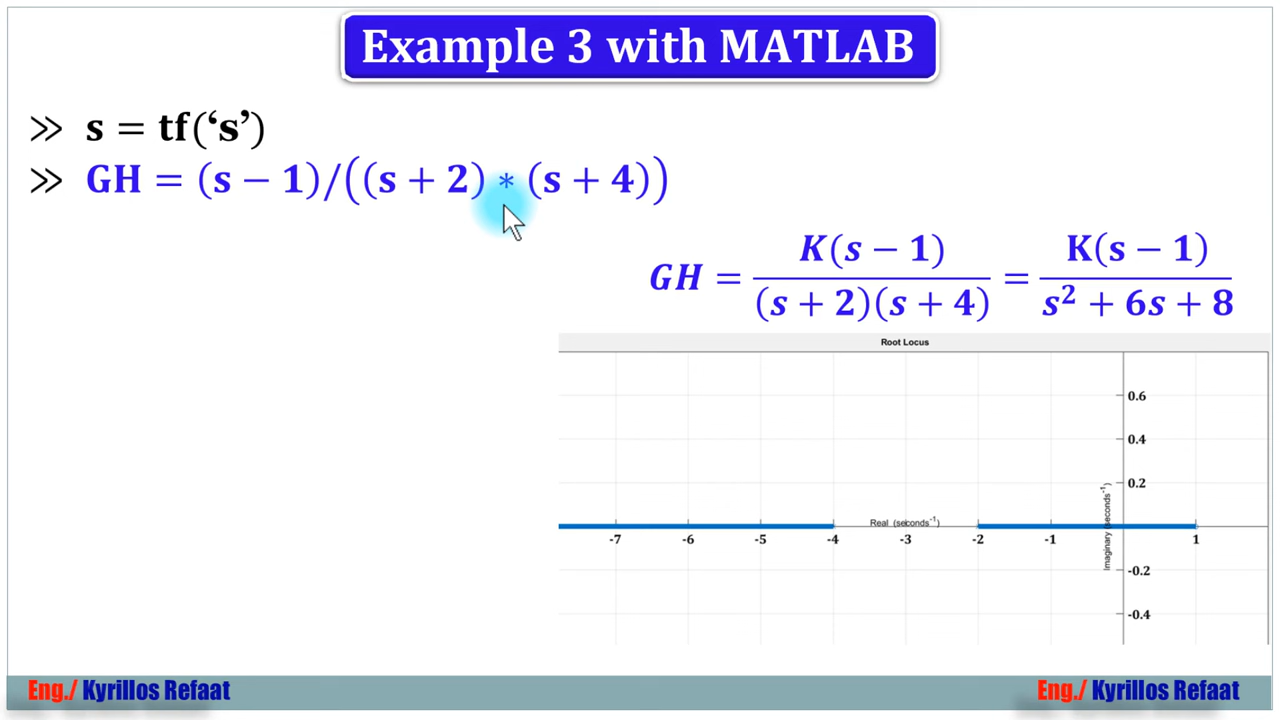 Example 3 with MATLAB
≫ s = tf(‘s’)
≫ GH = (s − 1)/((s + 2) * (s + 4))
GH = K(s − 1) / (s + 2)(s + 4) = K(s − 1) / s² + 6s + 8
Root Locus
0.6
0.4
0.2
Real (seconds⁻¹)
Imaginary (seconds⁻¹)
-7 -6 -5 -4 -3 -2 -1 1
-0.2
-0.4
Eng./ Kyrillos Refaat
Eng./ Kyrillos Refaat